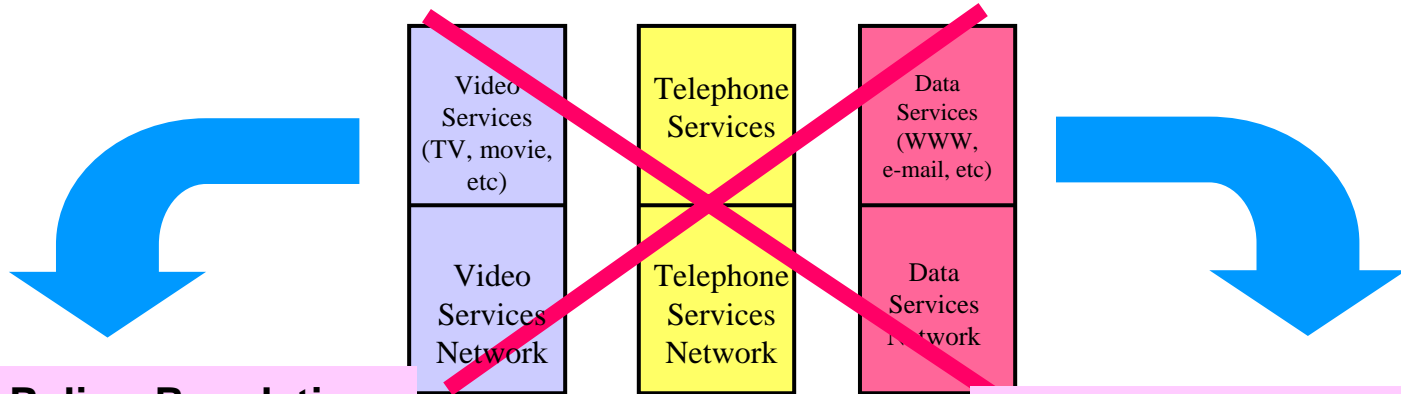 Video
Services
(TV, movie,
etc)
Telephone
Services
Data
Services
(WWW,
e-mail, etc)
Video
Services
Network
Telephone
Services
Network
Data
Services
Network